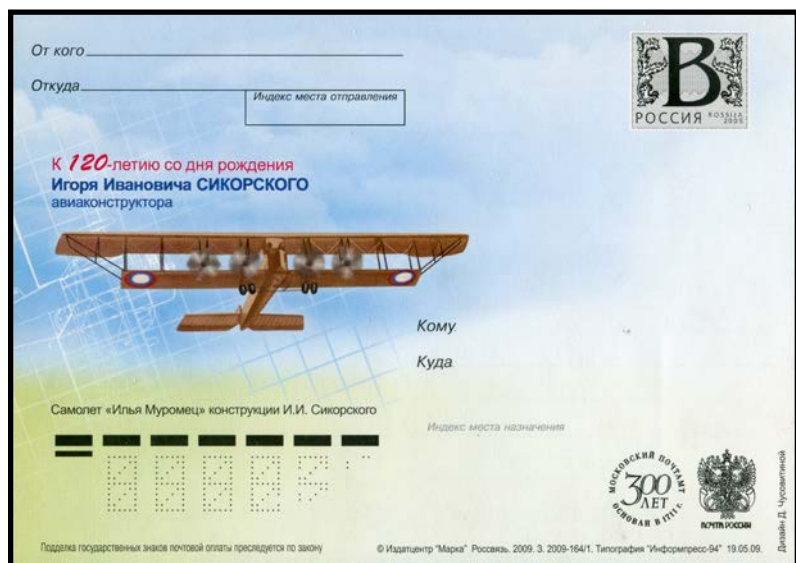 От кого
Откуда
Индекс места отправления
В
РОССИЯ ROSSIJA
2005
К 120-летию со дня рождения
Игоря Ивановича СИКОРСКОГО
авиаконструктора
Кому
Куда
Самолет «Илья Муромец» конструкции И.И. Сикорского
Индекс места назначения
МОСКОВСКИЙ ПОЧТАМТ
300
ЛЕТ
ОСНОВАН В 1711 г.
ПОЧТА РОССИИ
Дизайн Д. Чусовитиной
Подделка государственных знаков почтовой оплаты преследуется по закону
© Издатцентр "Марка" Россвязь. 2009. З. 2009-164/1. Типография "Информпресс-94" 19.05.09.